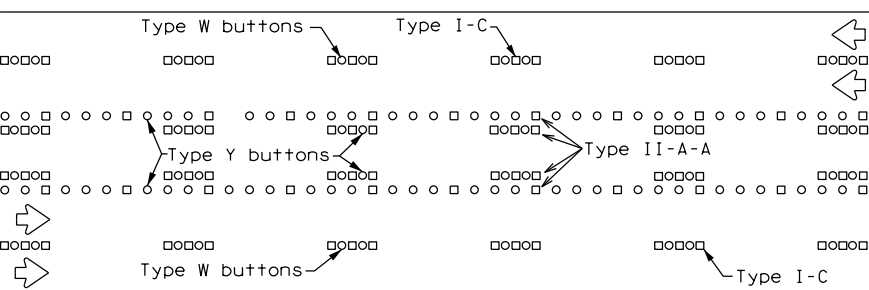 Type W buttons
Type I-C
Type Y buttons
Type II-A-A
Type W buttons
Type I-C